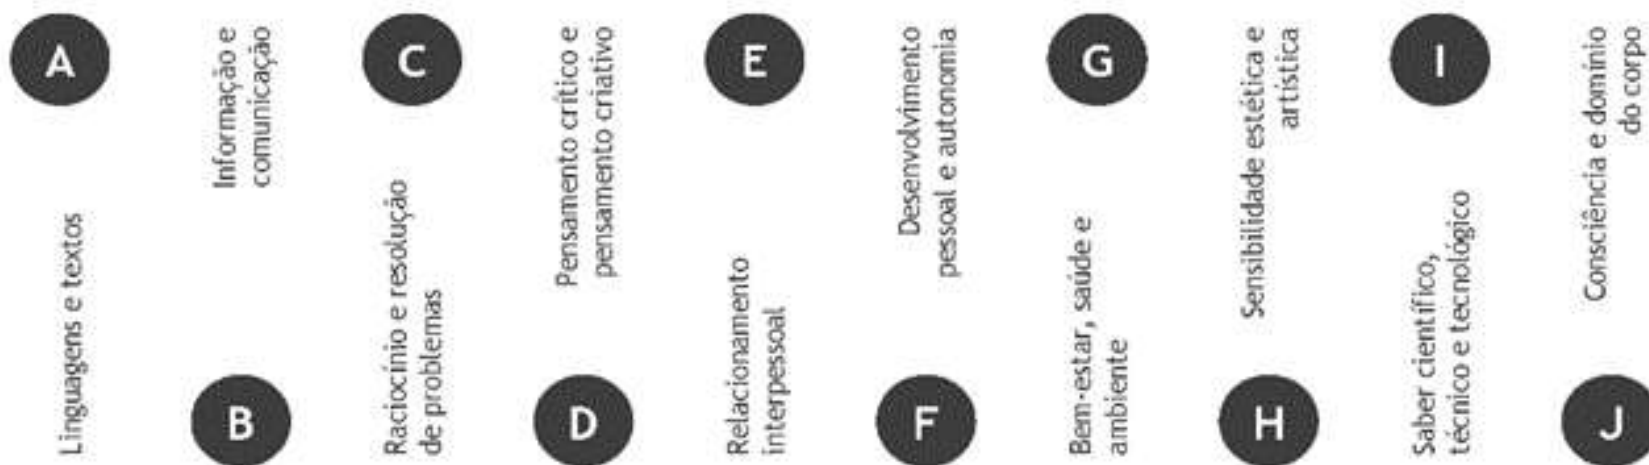 A
Linguagens e textos
Informação e
comunicação
B
C
Raciocínio e resolução
de problemas
Pensamento crítico e
pensamento criativo
D
E
Relacionamento
interpessoal
Desenvolvimento
pessoal e autonomia
F
G
Bem-estar, saúde e
ambiente
Sensibilidade estética e
artística
H
I
Saber científico,
técnico e tecnológico
Consciência e domínio
do corpo
J